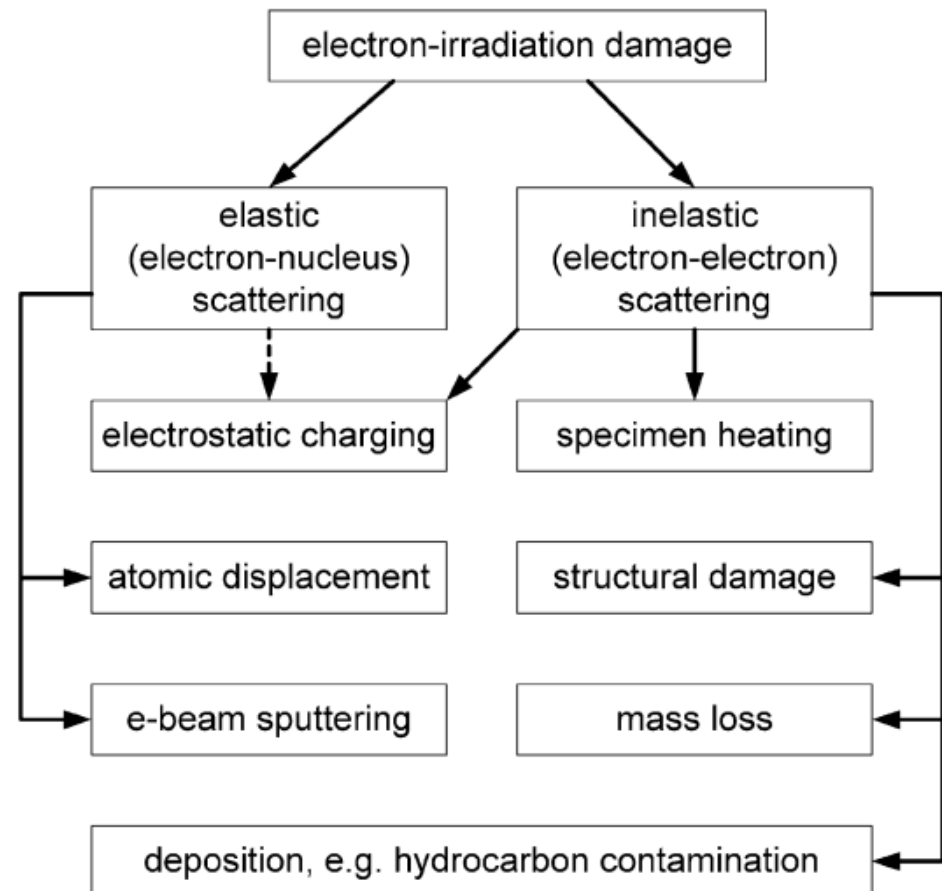 electron-irradiation damage
elastic
(electron-nucleus)
scattering
inelastic
(electron-electron)
scattering
electrostatic charging
specimen heating
atomic displacement
structural damage
e-beam sputtering
mass loss
deposition, e.g. hydrocarbon contamination